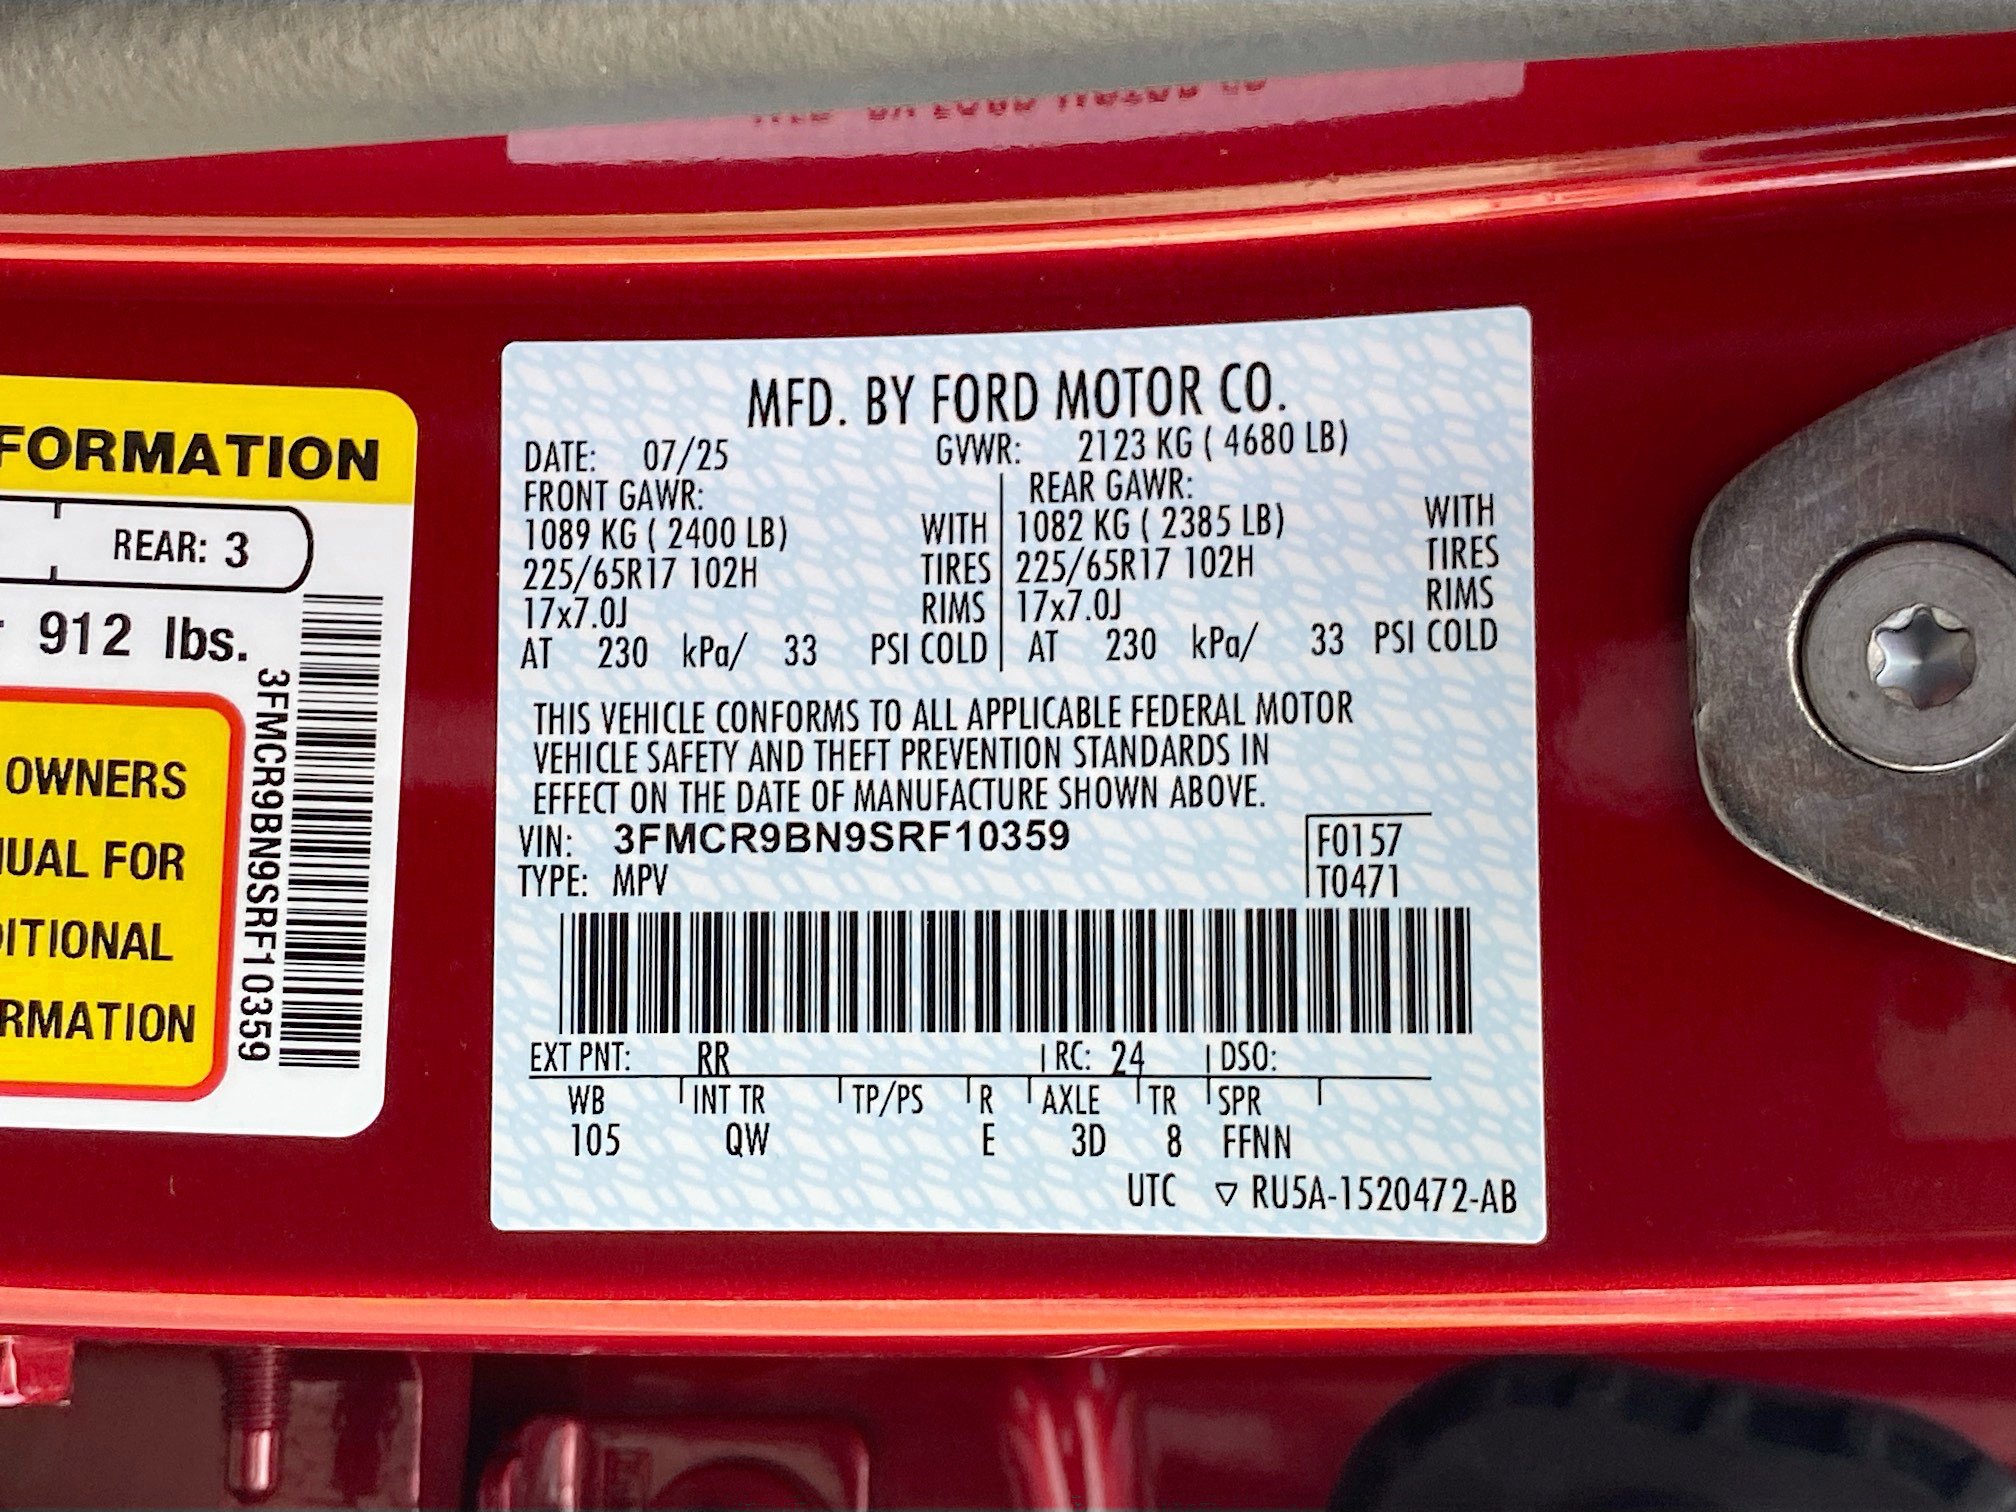 FORMATION
REAR: 3
912 lbs.
OWNERS
UAL FOR
ITIONAL
RMATION
3FMCR9BN9SRF10359
MFD. BY FORD MOTOR CO.
DATE: 07/25 GVWR: 2123 KG ( 4680 LB)
FRONT GAWR: REAR GAWR:
1089 KG ( 2400 LB) WITH 1082 KG ( 2385 LB) WITH
225/65R17 102H TIRES 225/65R17 102H TIRES
17x7.0J RIMS 17x7.0J RIMS
AT 230 kPa/ 33 PSI COLD AT 230 kPa/ 33 PSI COLD
THIS VEHICLE CONFORMS TO ALL APPLICABLE FEDERAL MOTOR
VEHICLE SAFETY AND THEFT PREVENTION STANDARDS IN
EFFECT ON THE DATE OF MANUFACTURE SHOWN ABOVE.
VIN: 3FMCR9BN9SRF10359 F0157
TYPE: MPV T0471
EXT PNT: RR RC: 24 DSO:
WB INT TR TP/PS R AXLE TR SPR
105 QW E 3D 8 FFNN
UTC ▽ RU5A-1520472-AB